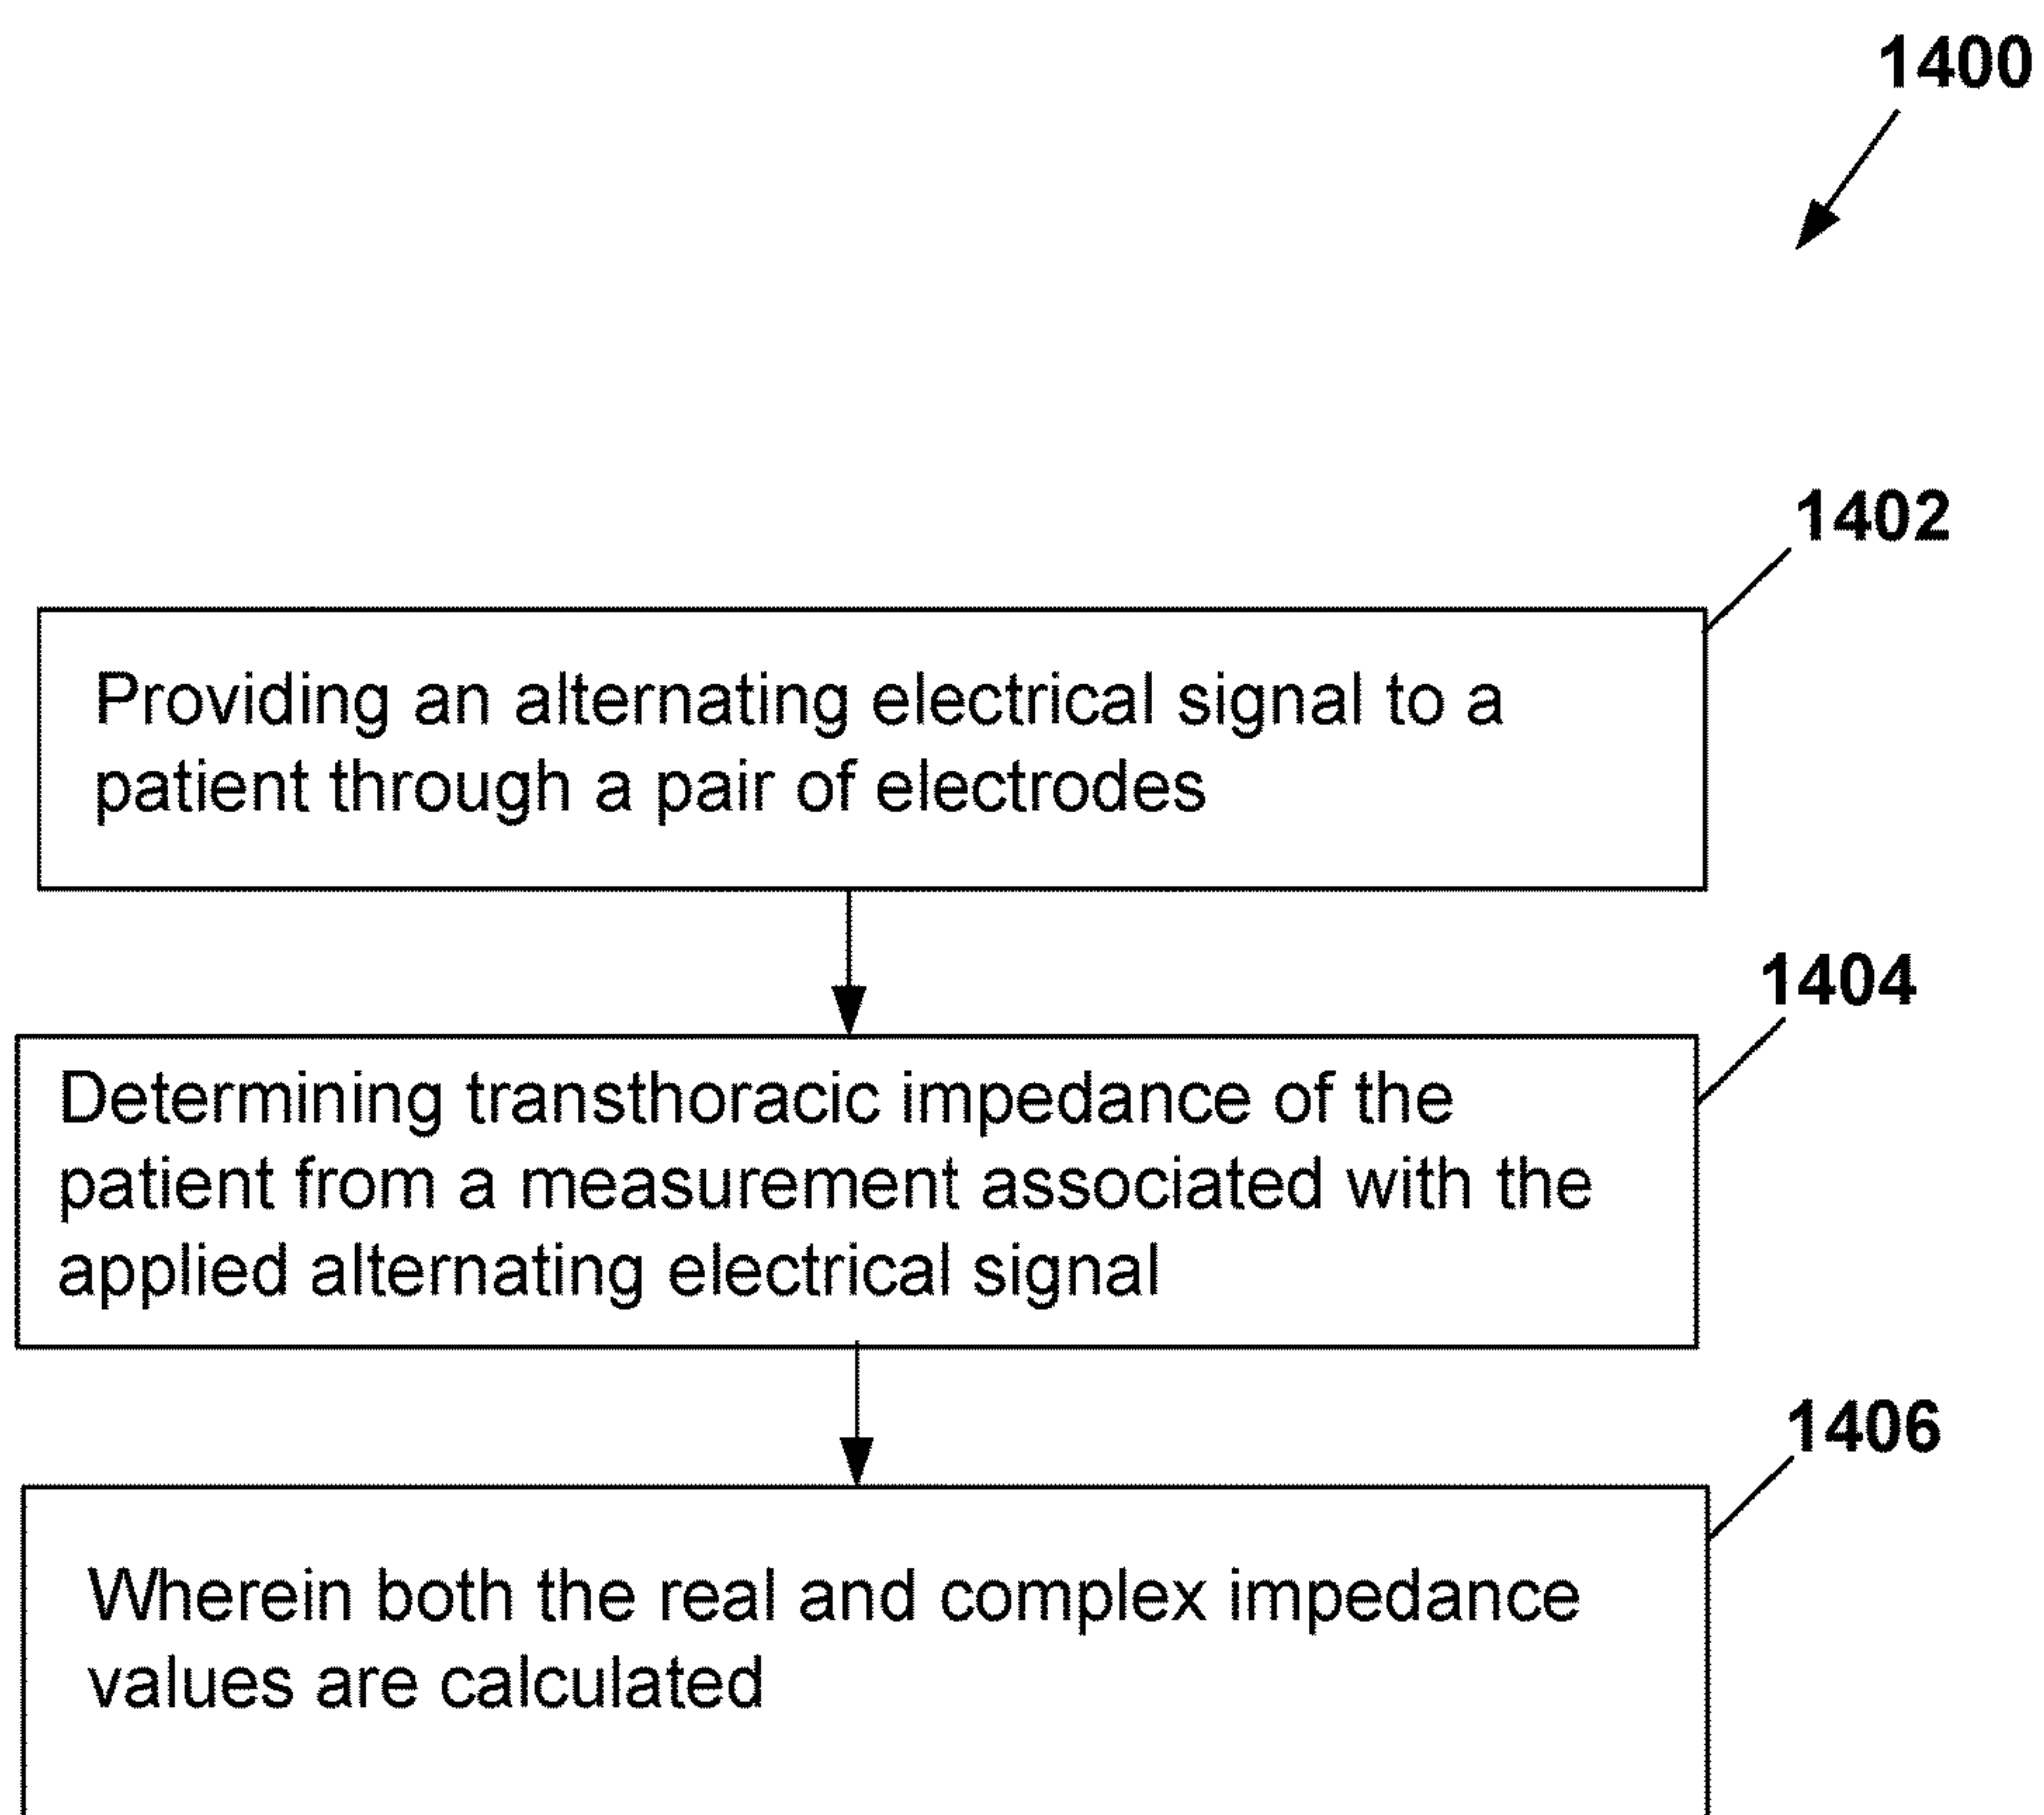 1400
1402
Providing an alternating electrical signal to a
patient through a pair of electrodes
1404
Determining transthoracic impedance of the
patient from a measurement associated with the
applied alternating electrical signal
1406
Wherein both the real and complex impedance
values are calculated